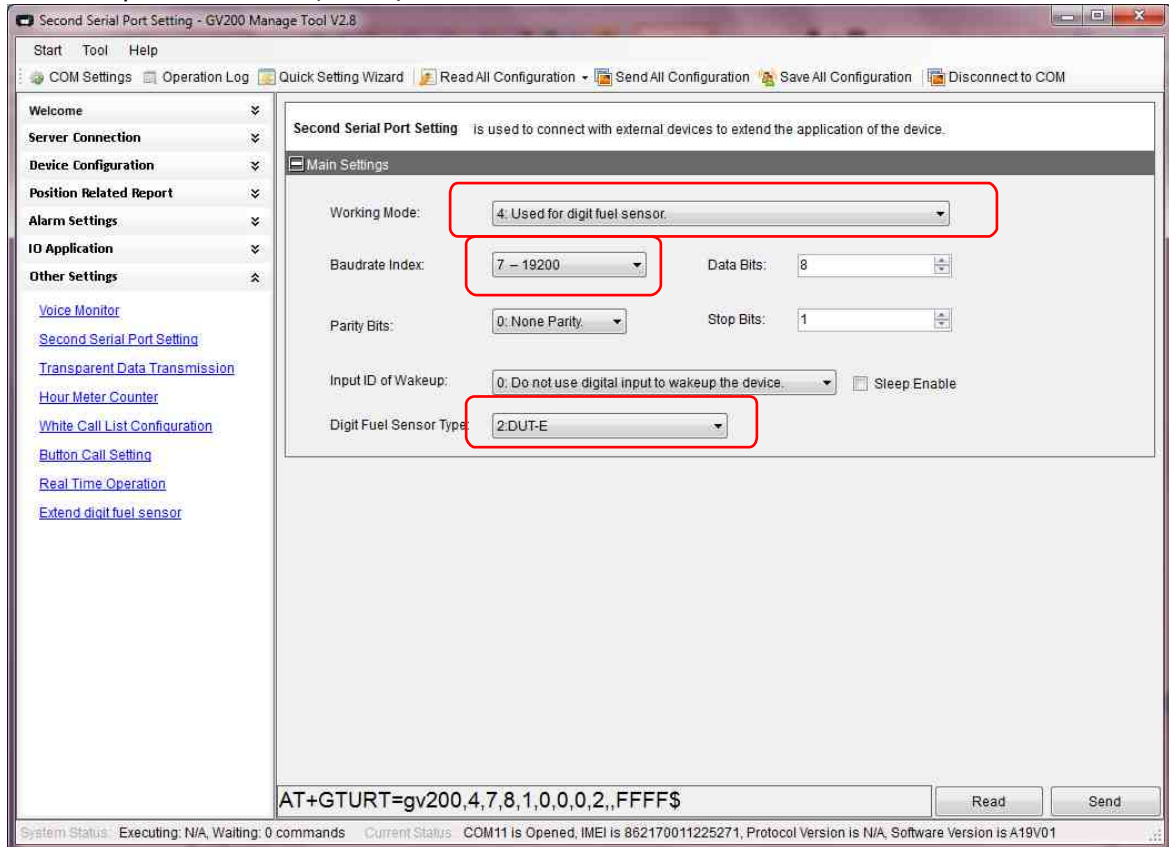 Second Serial Port Setting - GV200 Manage Tool V2.8
Start Tool Help
COM Settings Operation Log Quick Setting Wizard Read All Configuration Send All Configuration Save All Configuration Disconnect to COM
Welcome
Server Connection
Device Configuration
Position Related Report
Alarm Settings
IO Application
Other Settings
Voice Monitor
Second Serial Port Setting
Transparent Data Transmission
Hour Meter Counter
White Call List Configuration
Button Call Setting
Real Time Operation
Extend digit fuel sensor
Second Serial Port Setting is used to connect with external devices to extend the application of the device.
Main Settings
Working Mode: 4: Used for digit fuel sensor.
Baudrate Index: 7 – 19200 Data Bits: 8
Parity Bits: 0: None Parity. Stop Bits: 1
Input ID of Wakeup: 0: Do not use digital input to wakeup the device. Sleep Enable
Digit Fuel Sensor Type: 2:DUT-E
AT+GTURT=gv200,4,7,8,1,0,0,0,2,,FFFF$ Read Send
System Status: Executing: N/A, Waiting: 0 commands Current Status: COM11 is Opened, IMEI is 862170011225271, Protocol Version is N/A, Software Version is A19V01